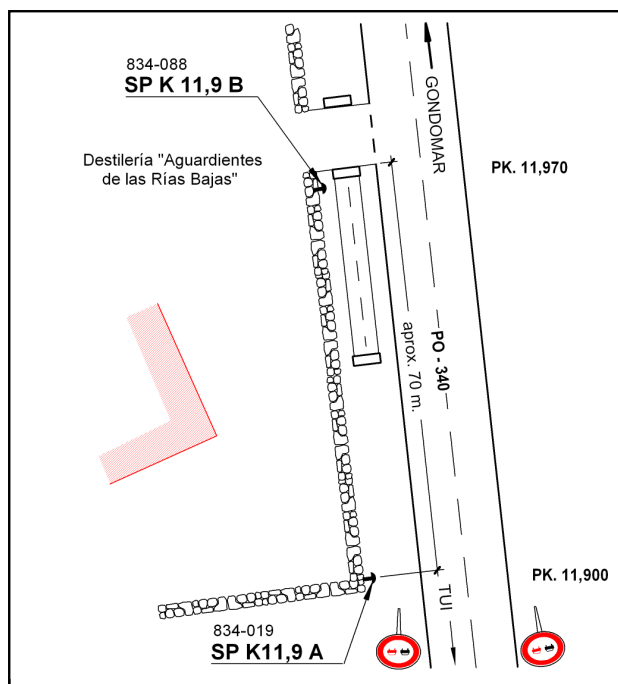 834-088
SP K 11,9 B
Destilería "Aguardientes
de las Rías Bajas"
GONDOMAR
PK. 11,970
PO - 340
aprox. 70 m.
TUI
PK. 11,900
834-019
SP K11,9 A